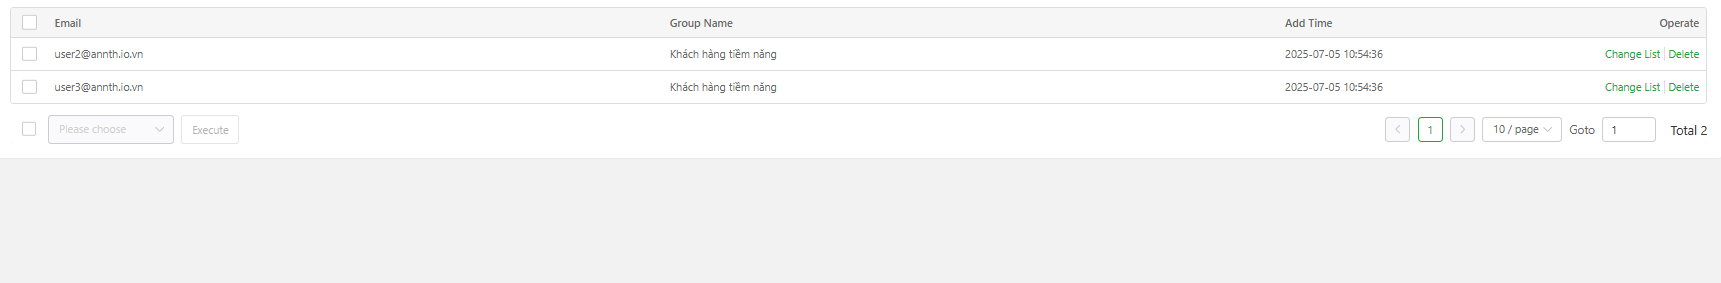 Email Group Name Add Time Operate
user2@annth.io.vn Khách hàng tiềm năng 2025-07-05 10:54:36 Change List Delete
user3@annth.io.vn Khách hàng tiềm năng 2025-07-05 10:54:36 Change List Delete
Please choose Execute 1 10 / page Goto 1 Total 2